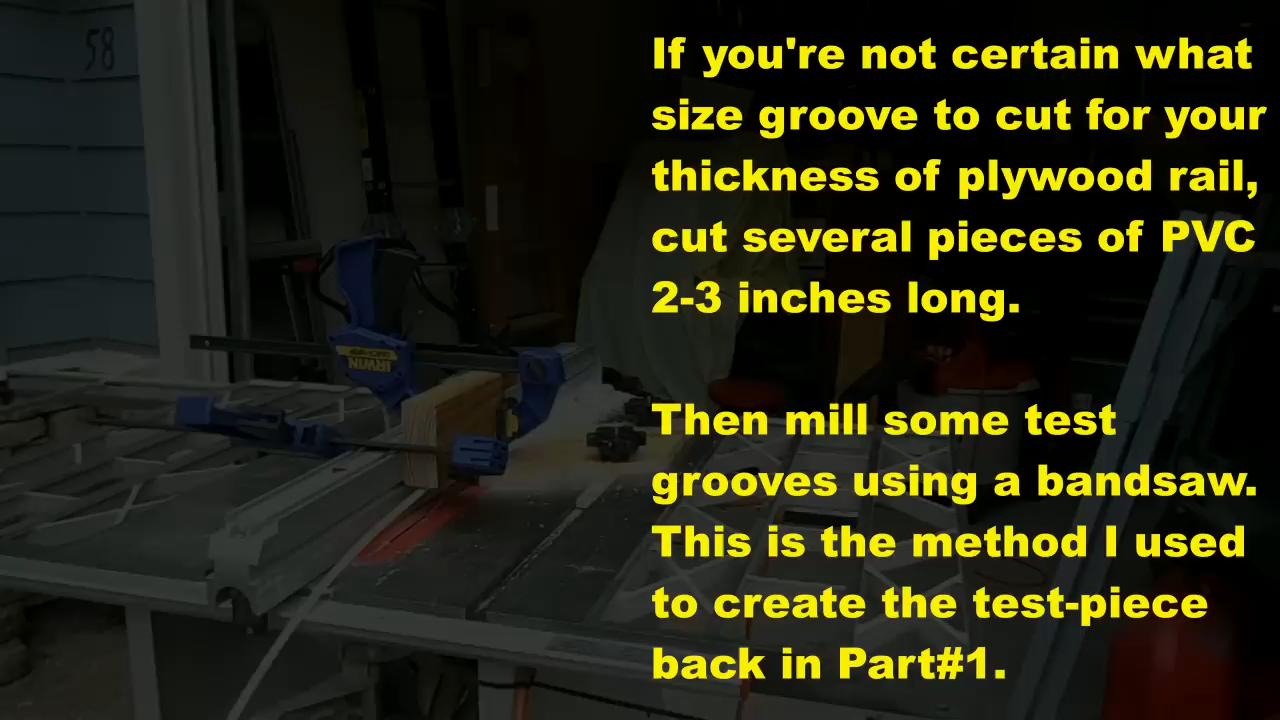 58
If you're not certain what
size groove to cut for your
thickness of plywood rail,
cut several pieces of PVC
2-3 inches long.
IRWIN
Then mill some test
grooves using a bandsaw.
This is the method I used
to create the test-piece
back in Part#1.